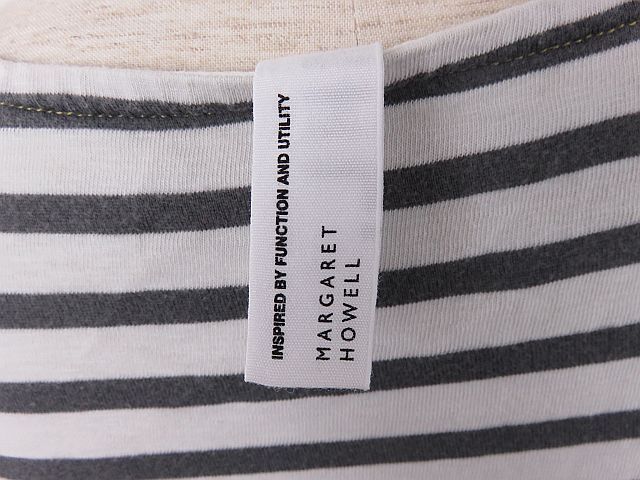 INSPIRED BY FUNCTION AND UTILITY
MARGARET
HOWELL